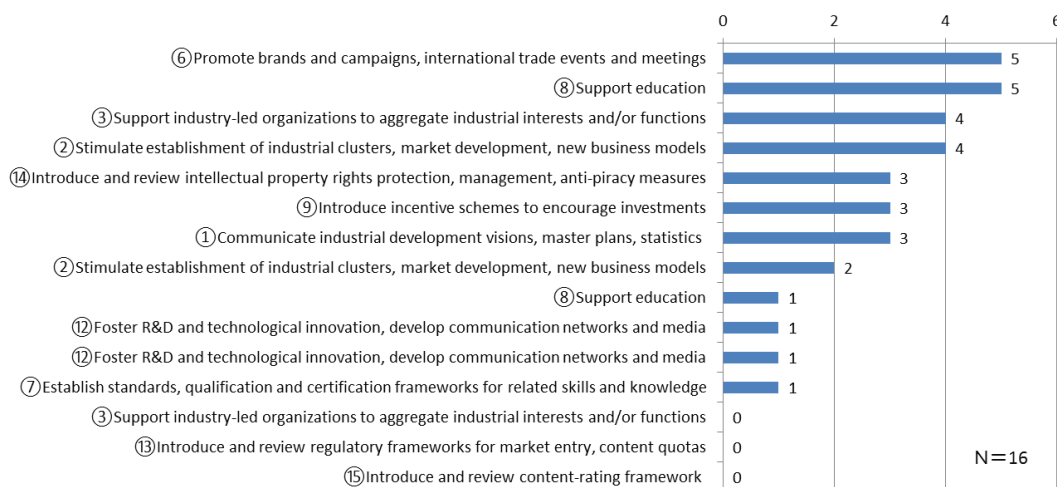 0 2 4 6
⑥Promote brands and campaigns, international trade events and meetings 5
⑧Support education 5
③Support industry-led organizations to aggregate industrial interests and/or functions 4
②Stimulate establishment of industrial clusters, market development, new business models 4
⑭Introduce and review intellectual property rights protection, management, anti-piracy measures 3
⑨Introduce incentive schemes to encourage investments 3
①Communicate industrial development visions, master plans, statistics 3
②Stimulate establishment of industrial clusters, market development, new business models 2
⑧Support education 1
⑫Foster R&D and technological innovation, develop communication networks and media 1
⑫Foster R&D and technological innovation, develop communication networks and media 1
⑦Establish standards, qualification and certification frameworks for related skills and knowledge 1
③Support industry-led organizations to aggregate industrial interests and/or functions 0
⑬Introduce and review regulatory frameworks for market entry, content quotas 0
N=16
⑮Introduce and review content-rating framework 0